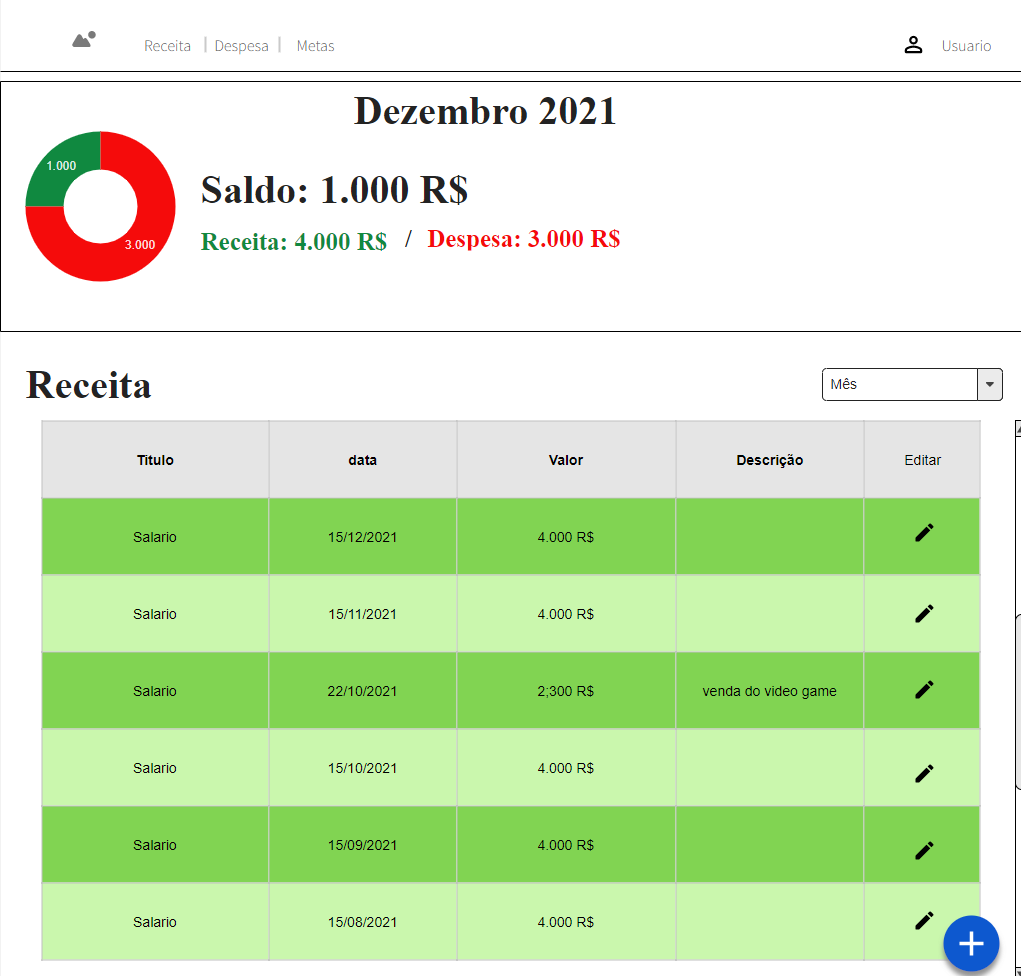 Receita | Despesa | Metas Usuario
Dezembro 2021
1.000
3.000
Saldo: 1.000 R$
Receita: 4.000 R$ / Despesa: 3.000 R$
Receita
Mês
Titulo data Valor Descrição Editar
Salario 15/12/2021 4.000 R$
Salario 15/11/2021 4.000 R$
Salario 22/10/2021 2;300 R$ venda do video game
Salario 15/10/2021 4.000 R$
Salario 15/09/2021 4.000 R$
Salario 15/08/2021 4.000 R$